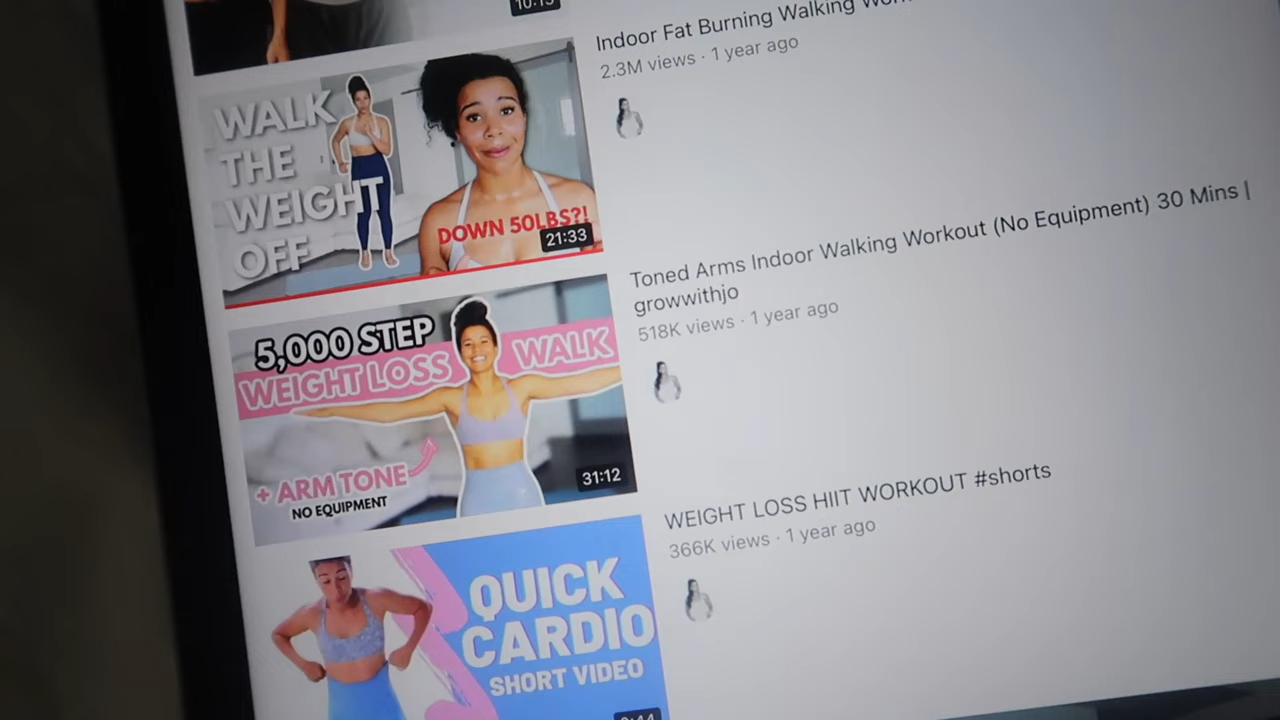 10:15
Indoor Fat Burning Walking
2.3M views · 1 year ago
WALK
THE
WEIGHT
OFF
DOWN 50LBS?!
21:33
Toned Arms Indoor Walking Workout (No Equipment) 30 Mins |
growwithjo
518K views · 1 year ago
5,000 STEP
WEIGHT LOSS WALK
+ ARM TONE
NO EQUIPMENT
31:12
WEIGHT LOSS HIIT WORKOUT #shorts
366K views · 1 year ago
QUICK
CARDIO
SHORT VIDEO